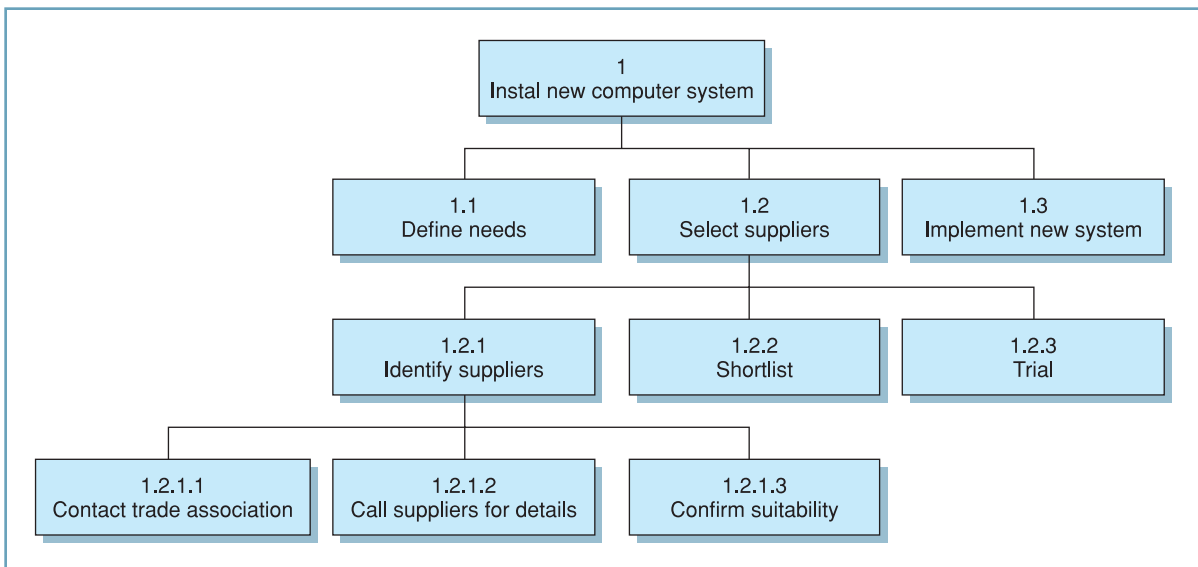 1
Instal new computer system
1.1
Define needs
1.2
Select suppliers
1.3
Implement new system
1.2.1
Identify suppliers
1.2.2
Shortlist
1.2.3
Trial
1.2.1.1
Contact trade association
1.2.1.2
Call suppliers for details
1.2.1.3
Confirm suitability